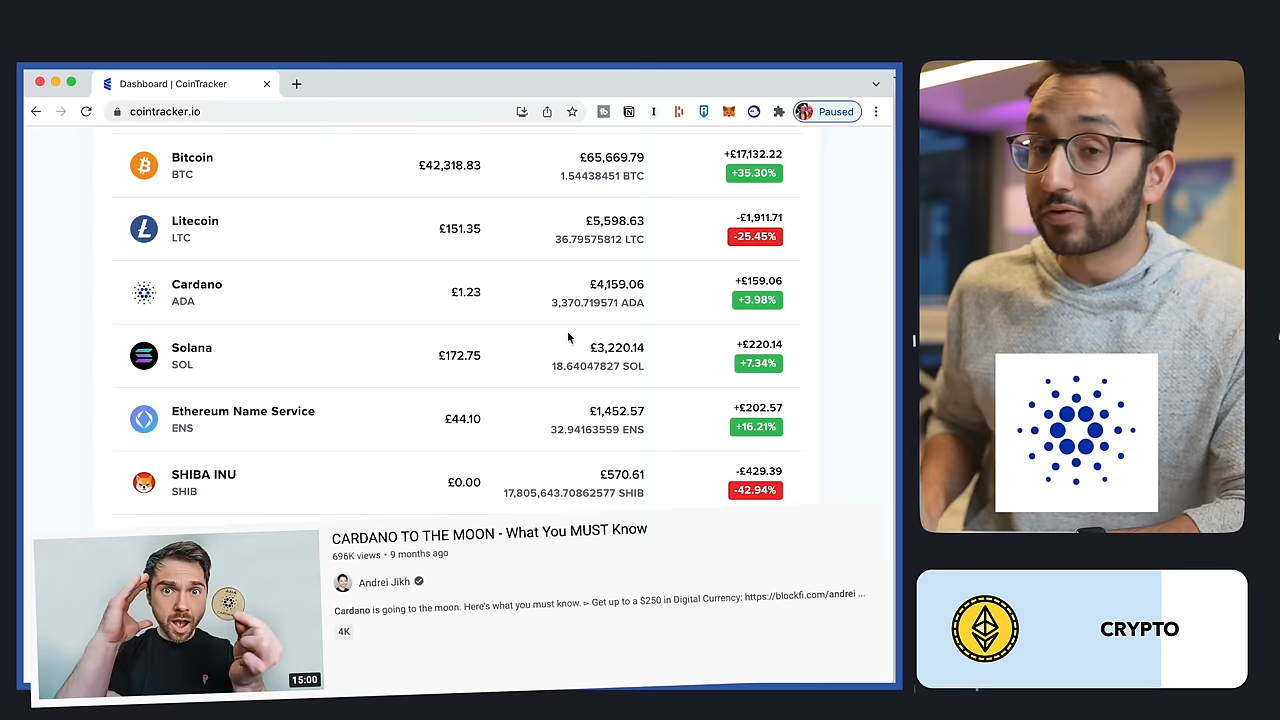 Dashboard | CoinTracker
cointracker.io
Paused
Bitcoin
BTC
£42,318.83
£65,669.79
1.54438451 BTC
+£17,132.22
+35.30%
Litecoin
LTC
£151.35
£5,598.63
36.79575812 LTC
-£1,911.71
-25.45%
Cardano
ADA
£1.23
£4,159.06
3,370.719571 ADA
+£159.06
+3.98%
Solana
SOL
£172.75
£3,220.14
18.64047827 SOL
+£220.14
+7.34%
Ethereum Name Service
ENS
£44.10
£1,452.57
32.94163559 ENS
+£202.57
+16.21%
SHIBA INU
SHIB
£0.00
£570.61
17,805,643.70862577 SHIB
-£429.39
-42.94%
CARDANO TO THE MOON - What You MUST Know
696K views • 9 months ago
Andrei Jikh
Cardano is going to the moon. Here's what you must know. ▻ Get up to a $250 in Digital Currency: https://blockfi.com/andrei ...
4K
15:00
CRYPTO